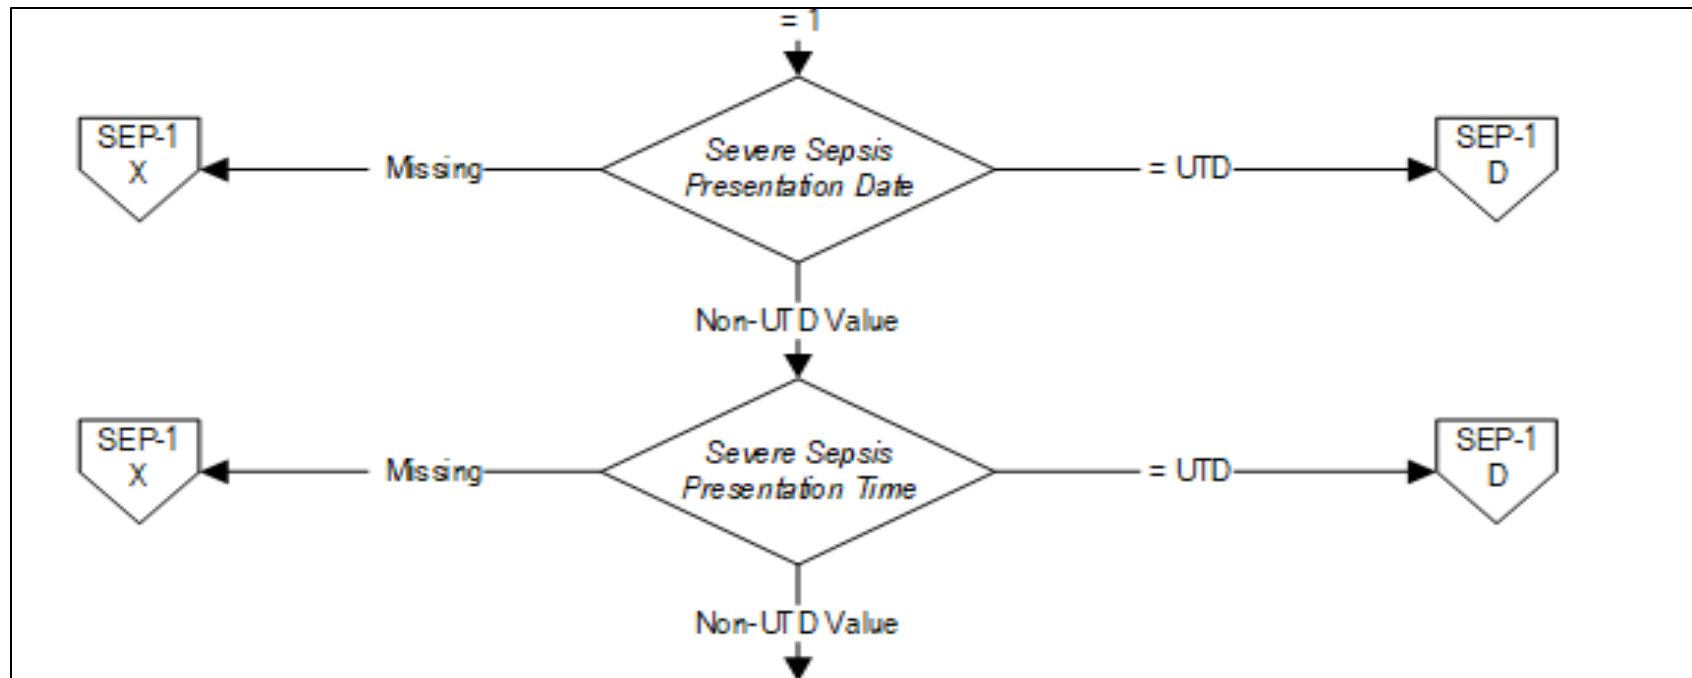 = 1
SEP-1
X
Missing
Severe Sepsis
Presentation Date
= UTD
SEP-1
D
Non-UTD Value
SEP-1
X
Missing
Severe Sepsis
Presentation Time
= UTD
SEP-1
D
Non-UTD Value